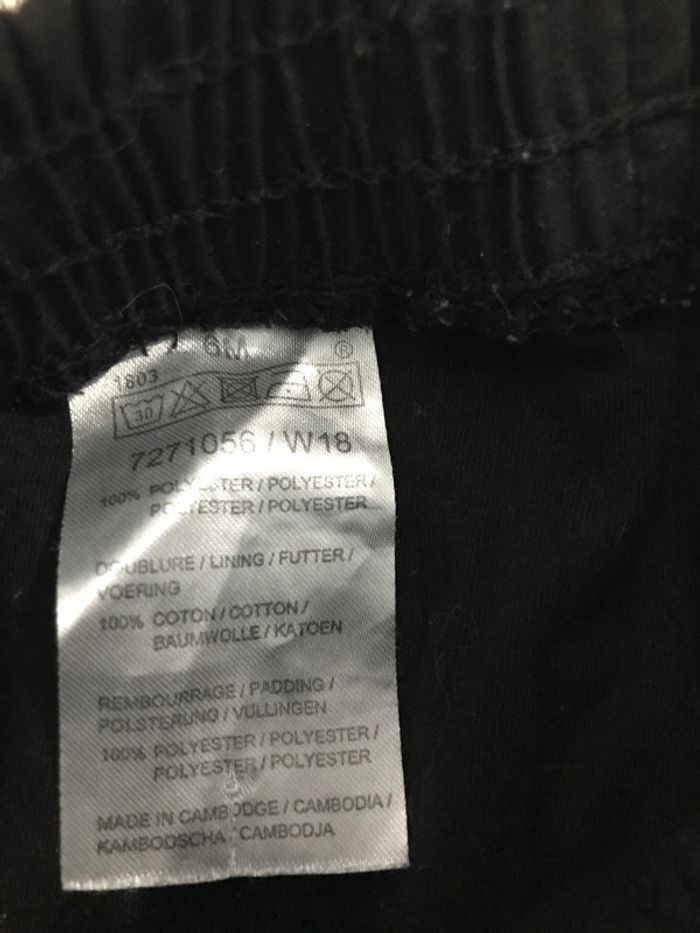 6M ®
1803
30
7271056 / W18
100% POLYESTER / POLYESTER /
POLYESTER / POLYESTER
DOUBLURE / LINING / FUTTER /
VOERING
100% COTON / COTTON /
BAUMWOLLE / KATOEN
REMBOURRAGE / PADDING /
POLSTERUNG / VULLINGEN
100% POLYESTER / POLYESTER /
POLYESTER / POLYESTER
MADE IN CAMBODGE / CAMBODIA /
KAMBODSCHA / CAMBODJA